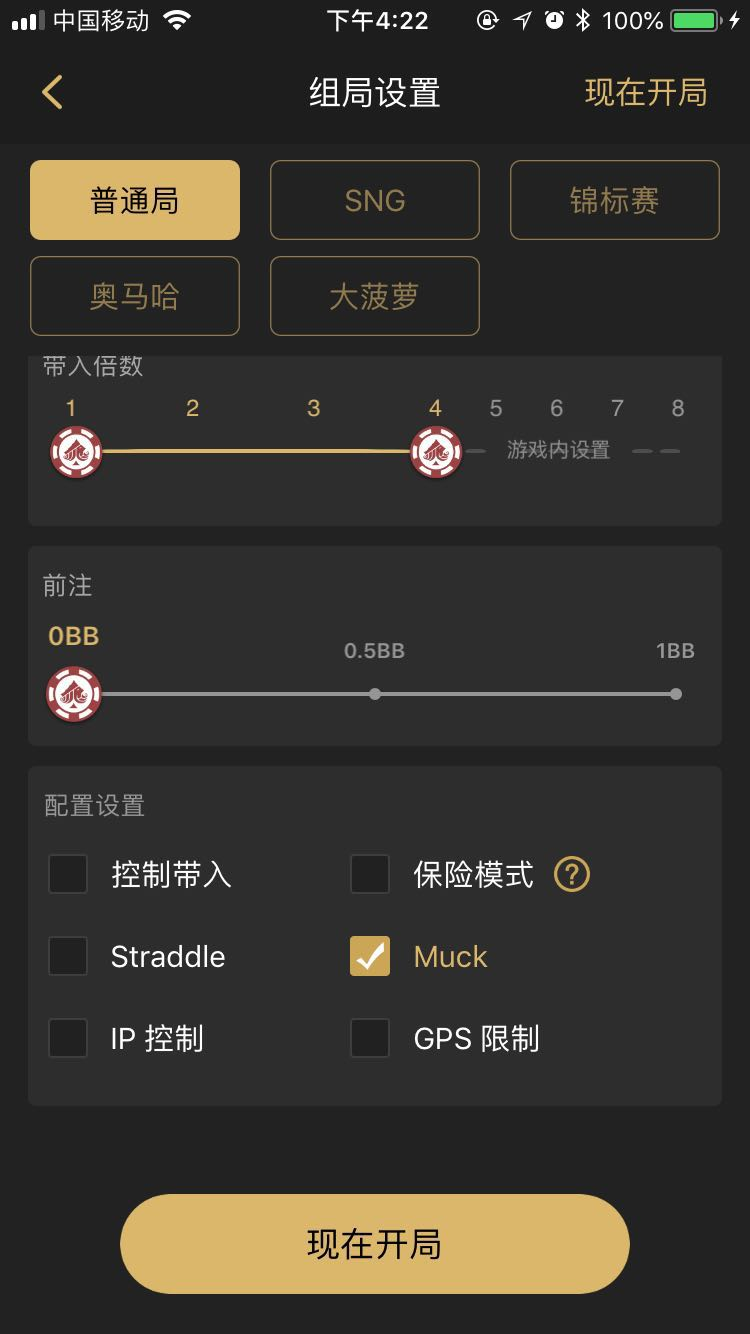 中国移动 下午4:22 100%
组局设置 现在开局
普通局 SNG 锦标赛
奥马哈 大菠萝
带入倍数
1 2 3 4 5 6 7 8
游戏内设置
前注
0BB 0.5BB 1BB
配置设置
控制带入 保险模式 ?
Straddle Muck
IP 控制 GPS 限制
现在开局